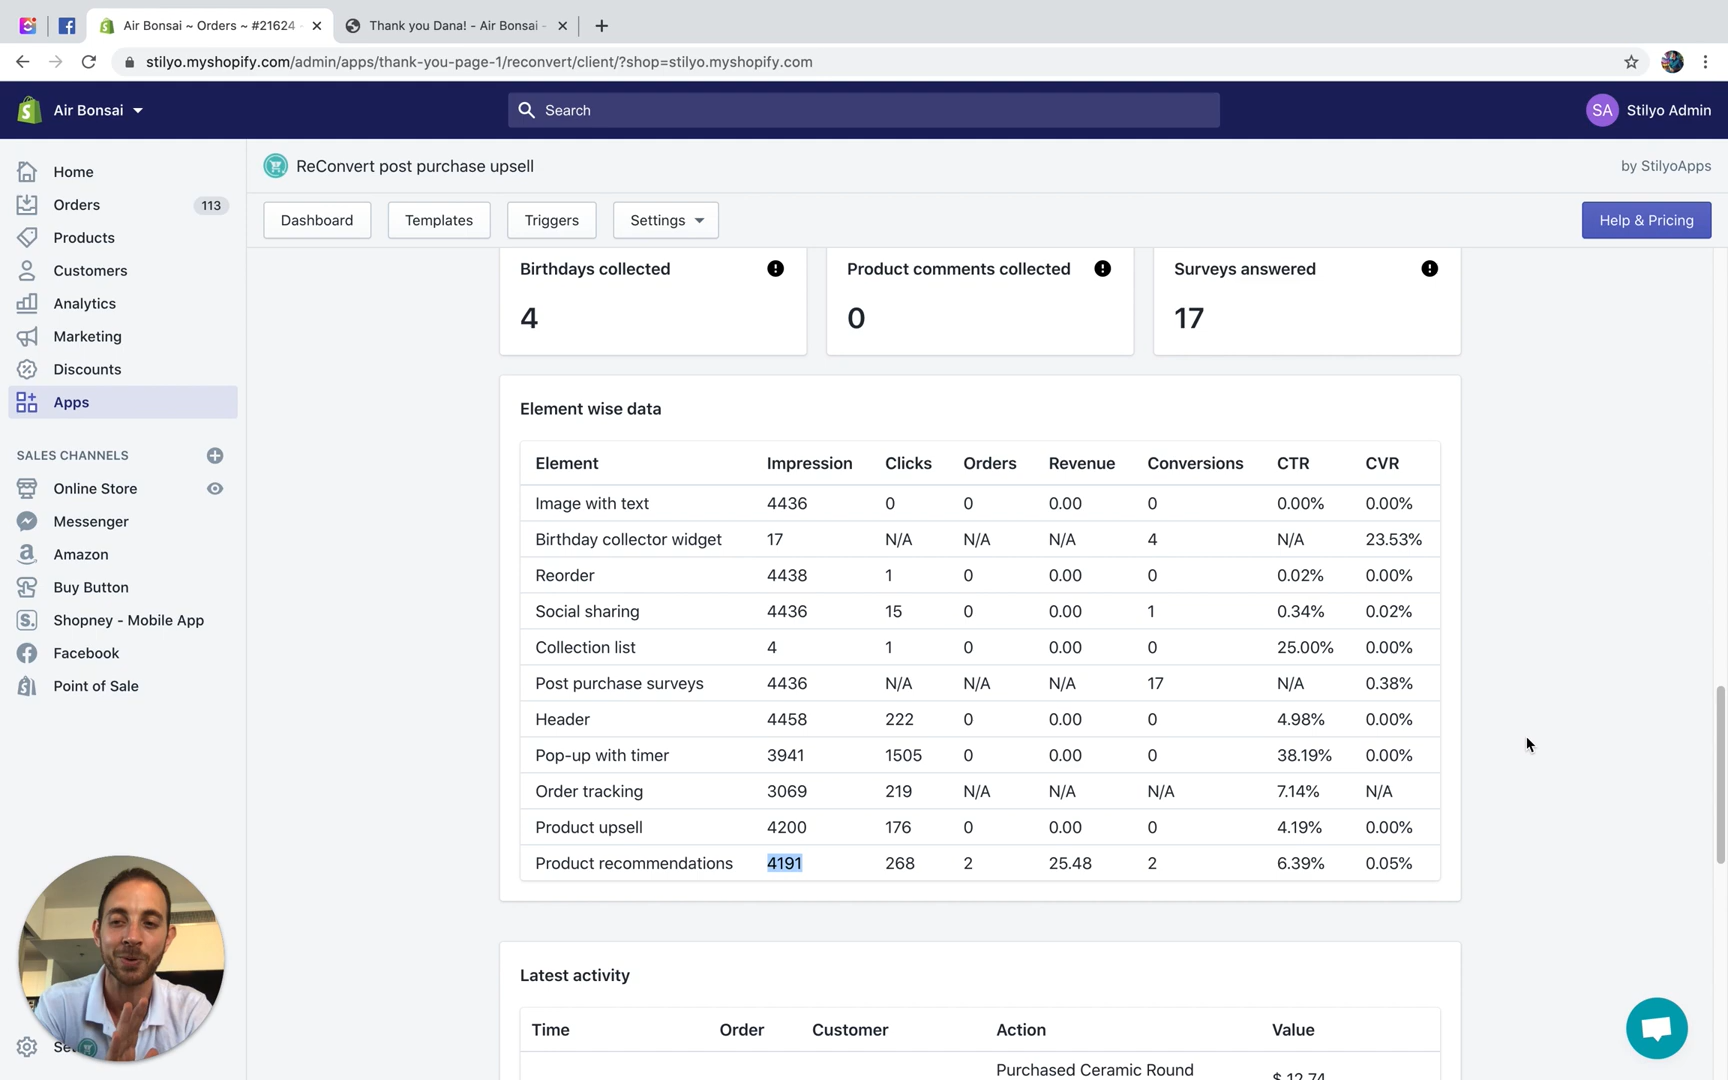 Air Bonsai ~ Orders ~ #21624
Thank you Dana! - Air Bonsai -
stilyo.myshopify.com/admin/apps/thank-you-page-1/reconvert/client/?shop=stilyo.myshopify.com
Air Bonsai
Search
SA Stilyo Admin
ReConvert post purchase upsell
by StilyoApps
Dashboard Templates Triggers Settings
Help & Pricing
Home
Orders 113
Products
Customers
Analytics
Marketing
Discounts
Apps
SALES CHANNELS
Online Store
Messenger
Amazon
Buy Button
Shopney - Mobile App
Facebook
Point of Sale
Birthdays collected
4
Product comments collected
0
Surveys answered
17
Element wise data
Element Impression Clicks Orders Revenue Conversions CTR CVR
Image with text 4436 0 0 0.00 0 0.00% 0.00%
Birthday collector widget 17 N/A N/A N/A 4 N/A 23.53%
Reorder 4438 1 0 0.00 0 0.02% 0.00%
Social sharing 4436 15 0 0.00 1 0.34% 0.02%
Collection list 4 1 0 0.00 0 25.00% 0.00%
Post purchase surveys 4436 N/A N/A N/A 17 N/A 0.38%
Header 4458 222 0 0.00 0 4.98% 0.00%
Pop-up with timer 3941 1505 0 0.00 0 38.19% 0.00%
Order tracking 3069 219 N/A N/A N/A 7.14% N/A
Product upsell 4200 176 0 0.00 0 4.19% 0.00%
Product recommendations 4191 268 2 25.48 2 6.39% 0.05%
Latest activity
Time Order Customer Action Value
Purchased Ceramic Round
$ 12.74